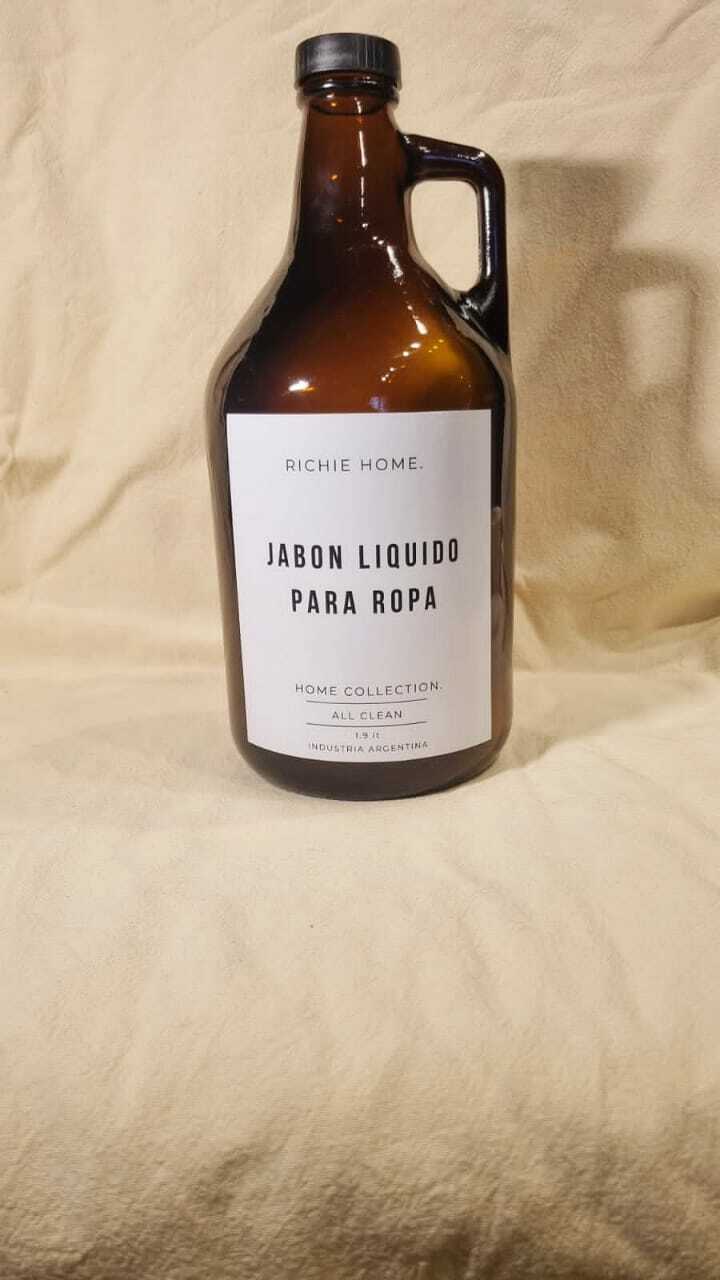 RICHIE HOME.
JABON LIQUIDO
PARA ROPA
HOME COLLECTION.
ALL CLEAN
1.9 lt
INDUSTRIA ARGENTINA